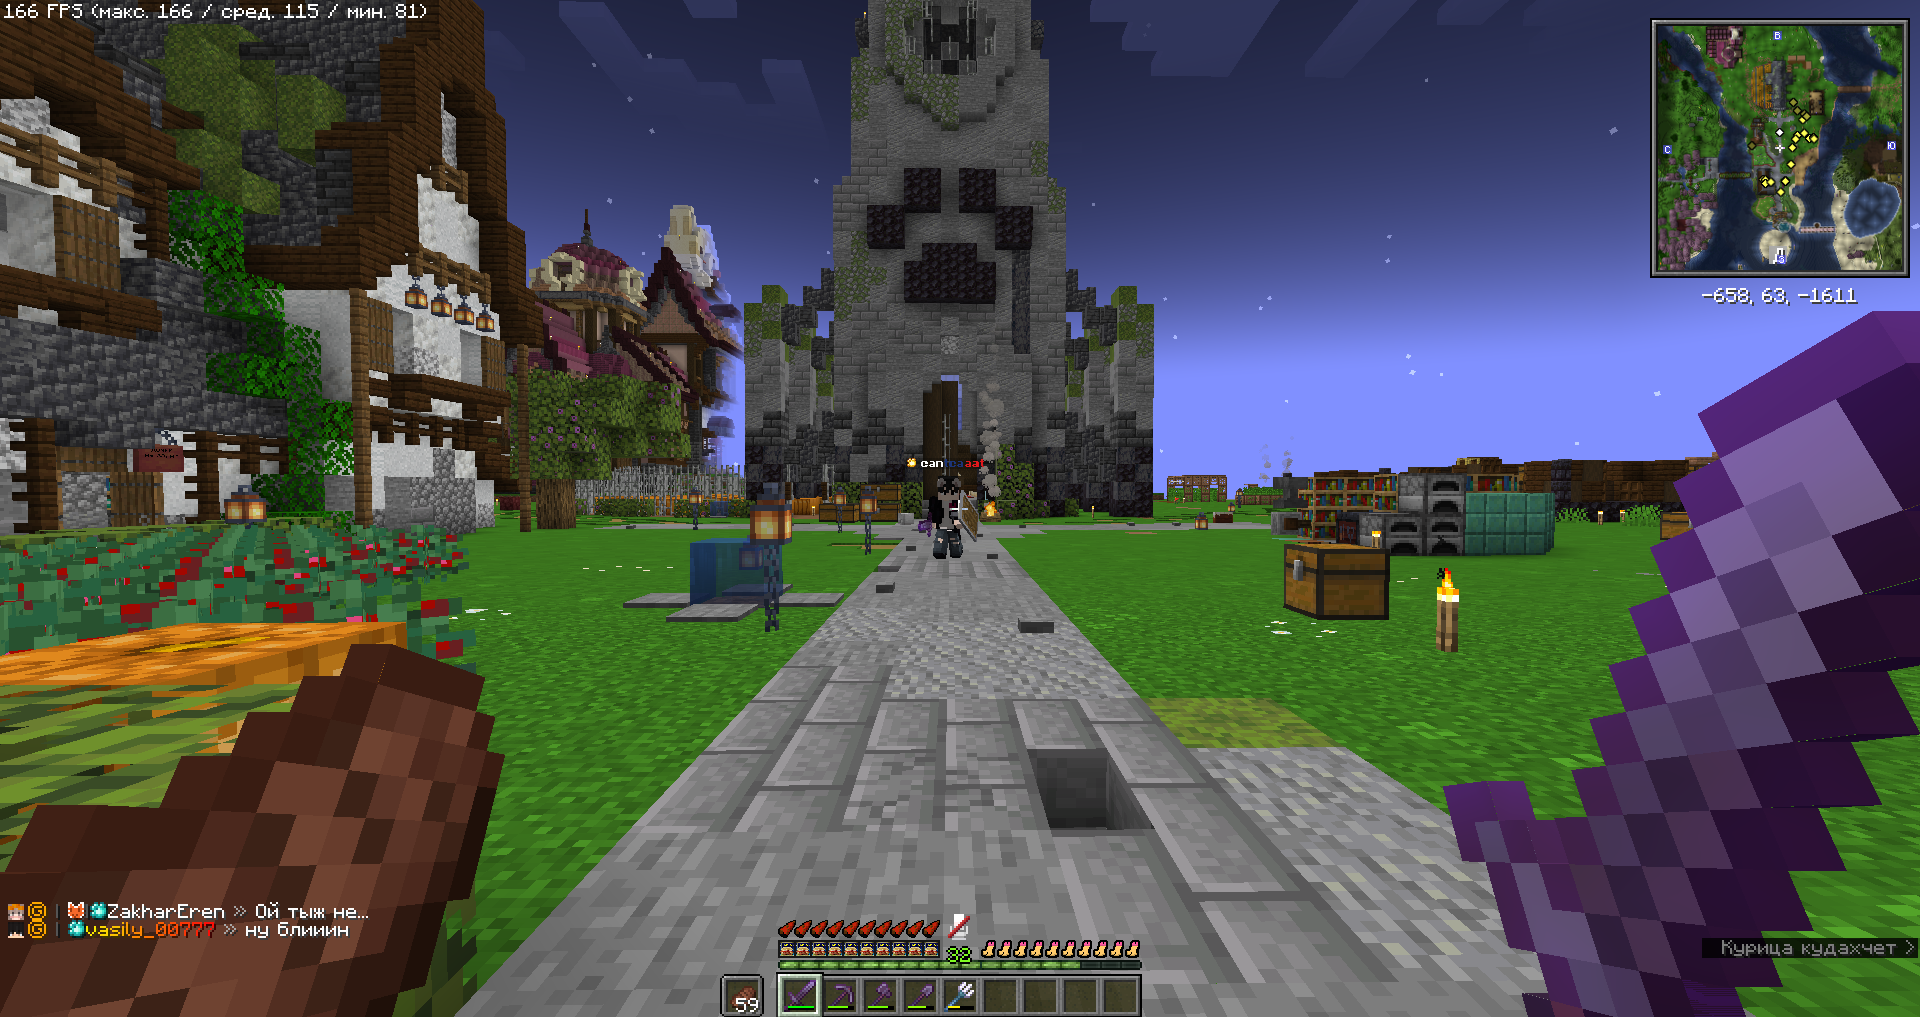 166 FPS (макс. 166 / сред. 115 / мин. 81)
В
С
Ю
-658, 63, -1611
ZakharEren » Ой тыж не...
vasily_00777 » ну блииин
Курица кудахчет >
32
59